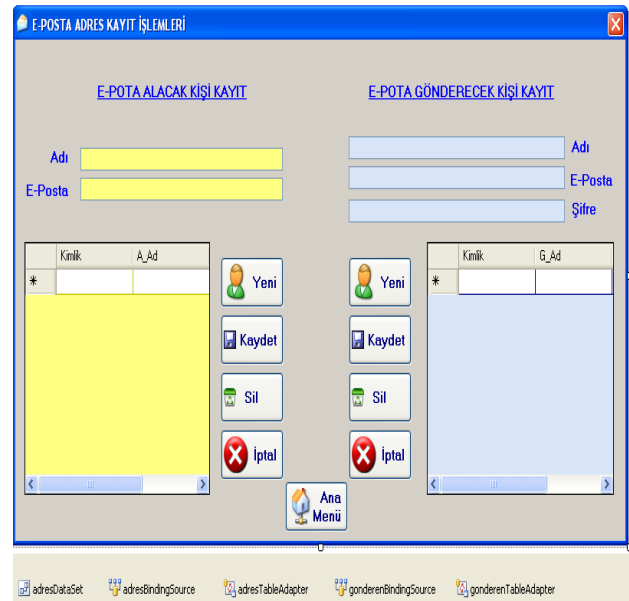 E-POSTA ADRES KAYIT İŞLEMLERİ
E-POTA ALACAK KİŞİ KAYIT
E-POTA GÖNDERECEK KİŞİ KAYIT
Adı
E-Posta
Adı
E-Posta
Şifre
Kimlik A_Ad
Yeni
Kaydet
Sil
İptal
Yeni
Kaydet
Sil
İptal
Kimlik G_Ad
Ana
Menü
adresDataSet adresBindingSource adresTableAdapter gonderenBindingSource gonderenTableAdapter